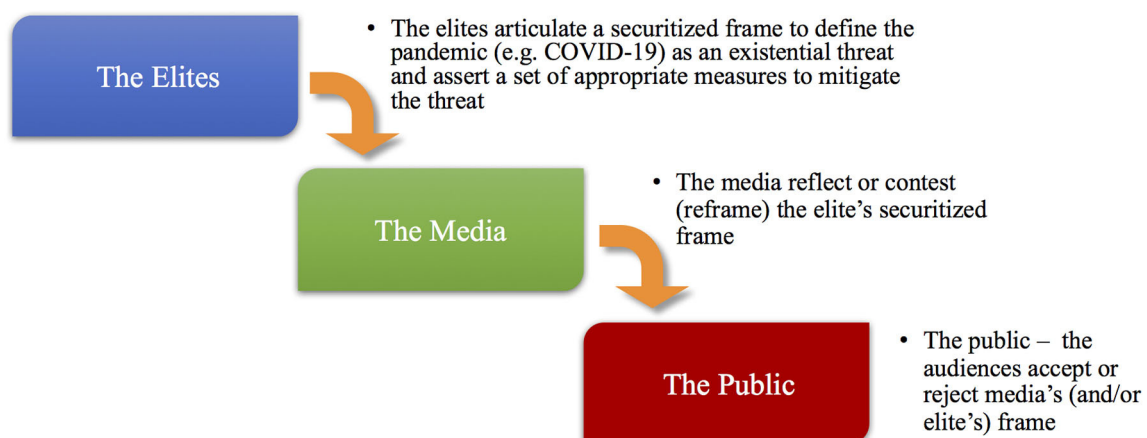 The Elites
• The elites articulate a securitized frame to define the
pandemic (e.g. COVID-19) as an existential threat
and assert a set of appropriate measures to mitigate
the threat
The Media
• The media reflect or contest
(reframe) the elite's securitized
frame
The Public
• The public – the
audiences accept or
reject media's (and/or
elite's) frame